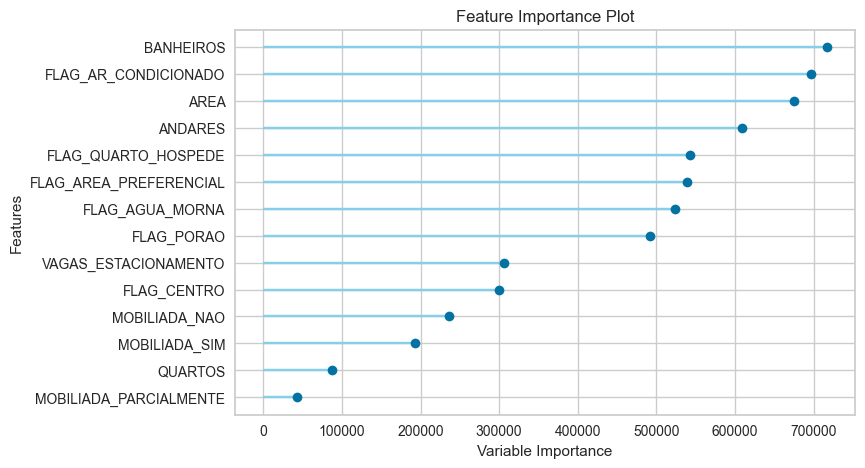 Feature Importance Plot
Features
BANHEIROS
FLAG_AR_CONDICIONADO
AREA
ANDARES
FLAG_QUARTO_HOSPEDE
FLAG_AREA_PREFERENCIAL
FLAG_AGUA_MORNA
FLAG_PORAO
VAGAS_ESTACIONAMENTO
FLAG_CENTRO
MOBILIADA_NAO
MOBILIADA_SIM
QUARTOS
MOBILIADA_PARCIALMENTE
0 100000 200000 300000 400000 500000 600000 700000
Variable Importance